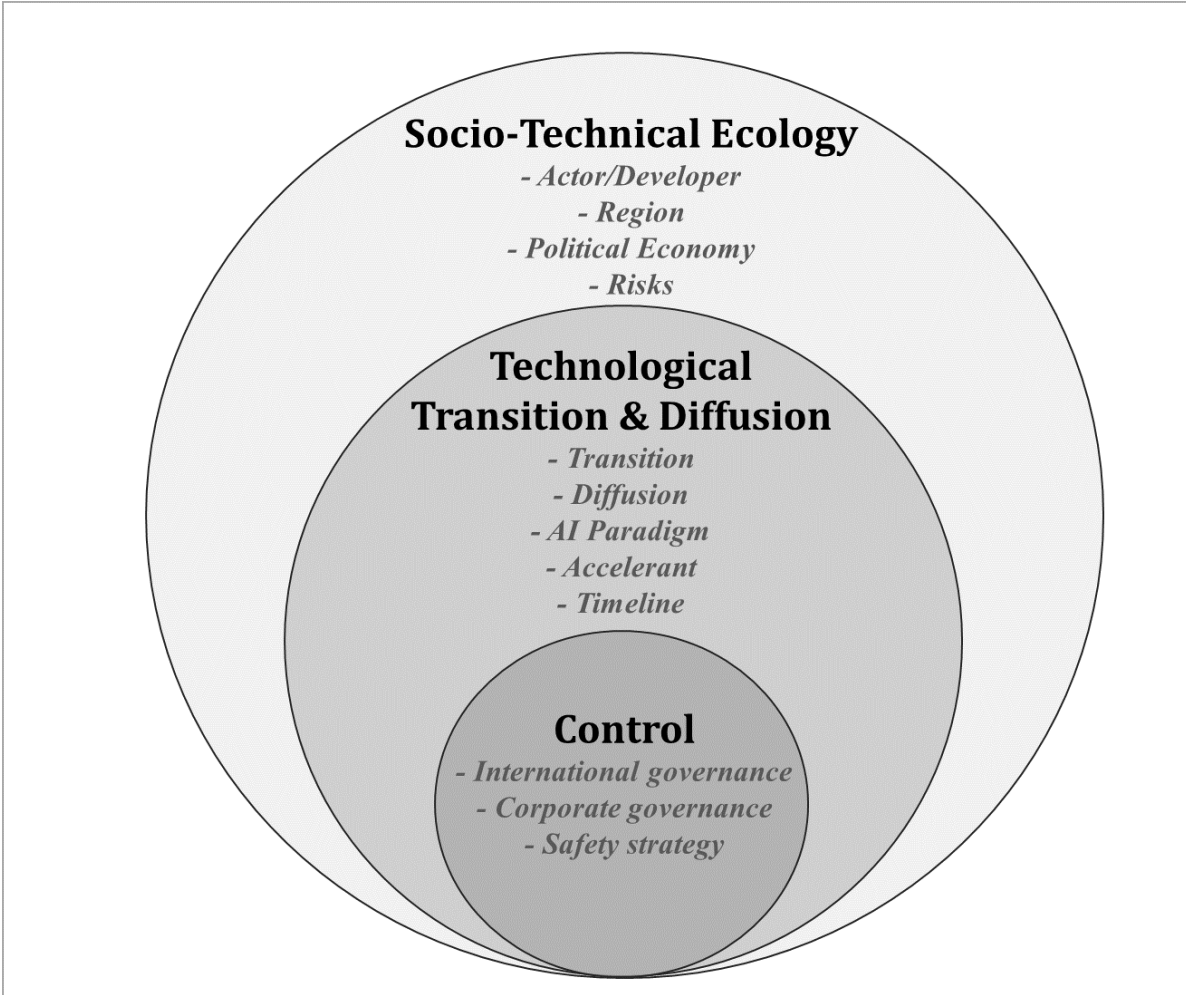 Socio-Technical Ecology
- Actor/Developer
- Region
- Political Economy
- Risks
Technological
Transition & Diffusion
- Transition
- Diffusion
- AI Paradigm
- Accelerant
- Timeline
Control
- International governance
- Corporate governance
- Safety strategy